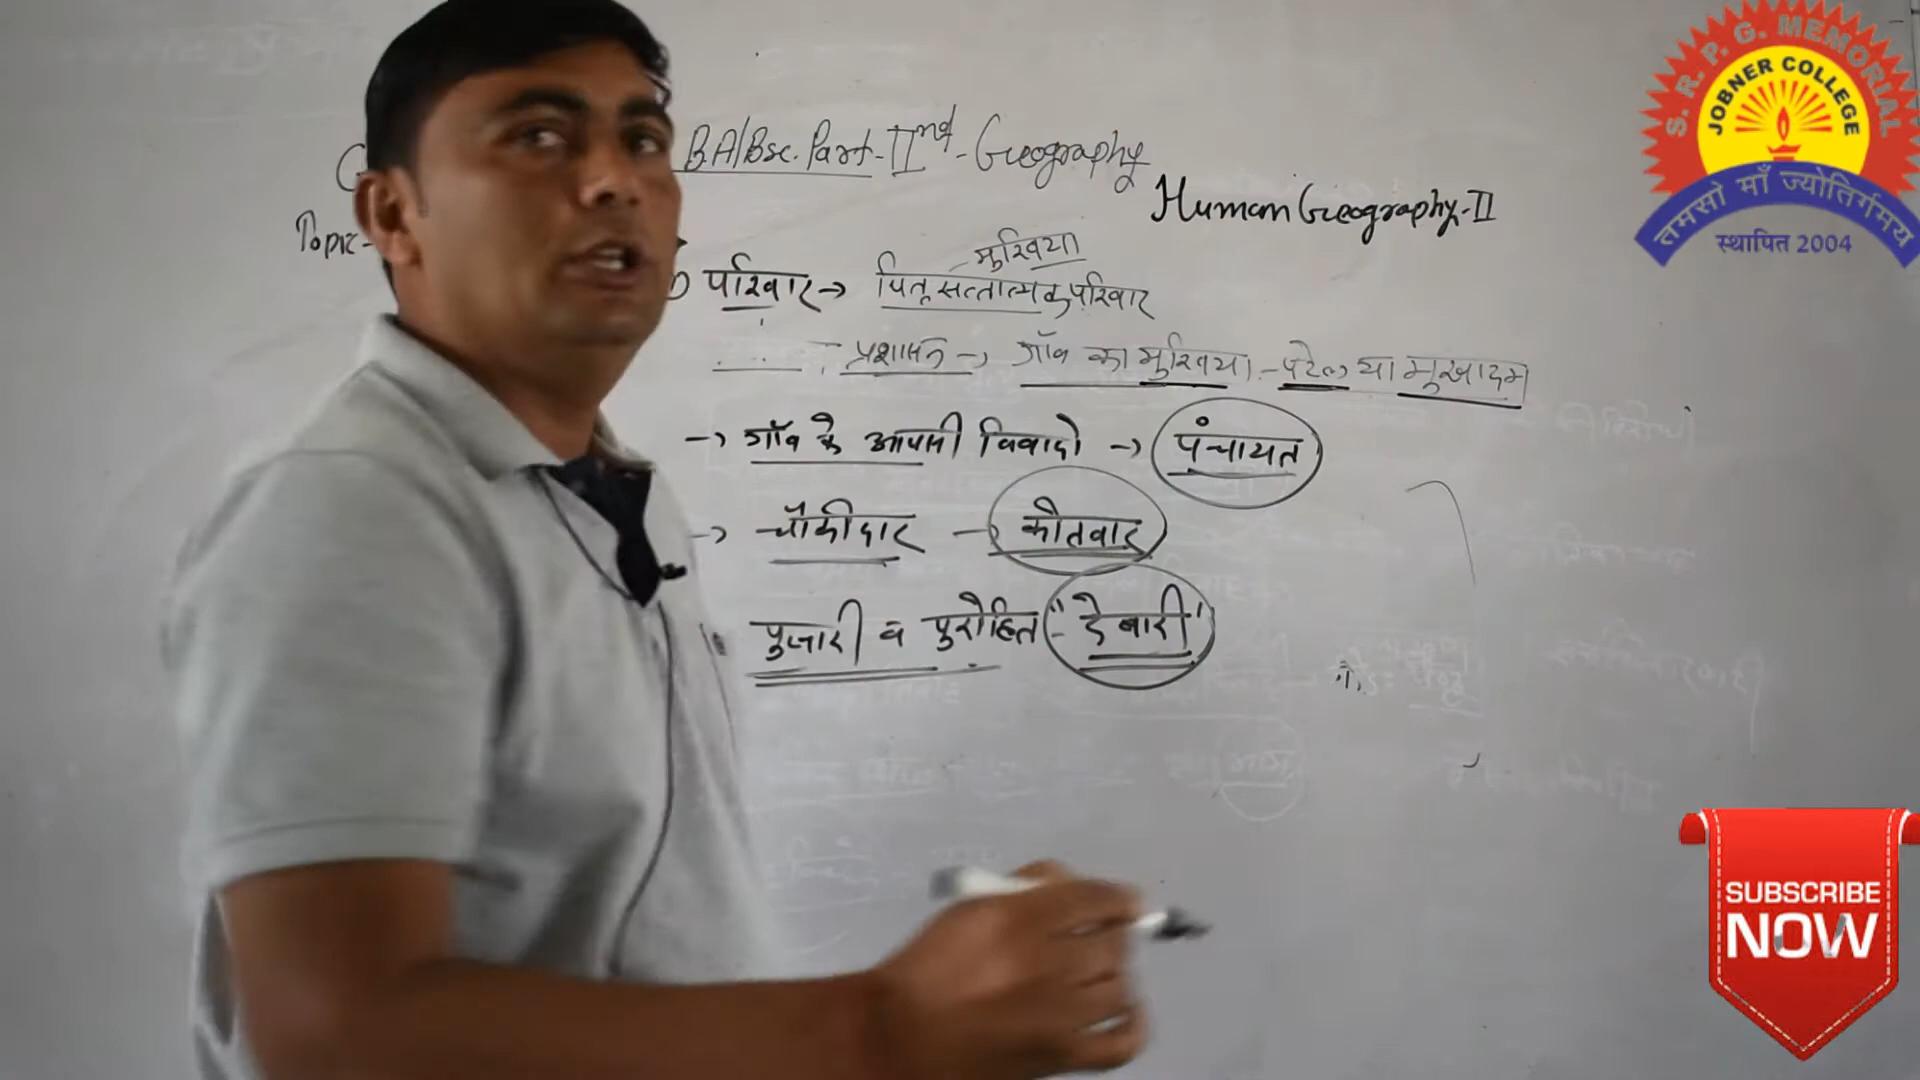 B.A/Bsc. Part-IInd - Geography
Human Geography-II
Topic-
मुखिया
परिवार → पितृसत्तात्मक परिवार
प्रशासन → गाँव का मुखिया - पटेल या मुखादम
→ गाँव के आपसी विवादो → पंचायत
→ चौकीदार → कोतवार
पुजारी व पुरोहित - "देबारी"
S. R. P. G. MEMORIAL
JOBNER COLLEGE
तमसो माँ ज्योतिर्गमय
स्थापित 2004
SUBSCRIBE
NOW